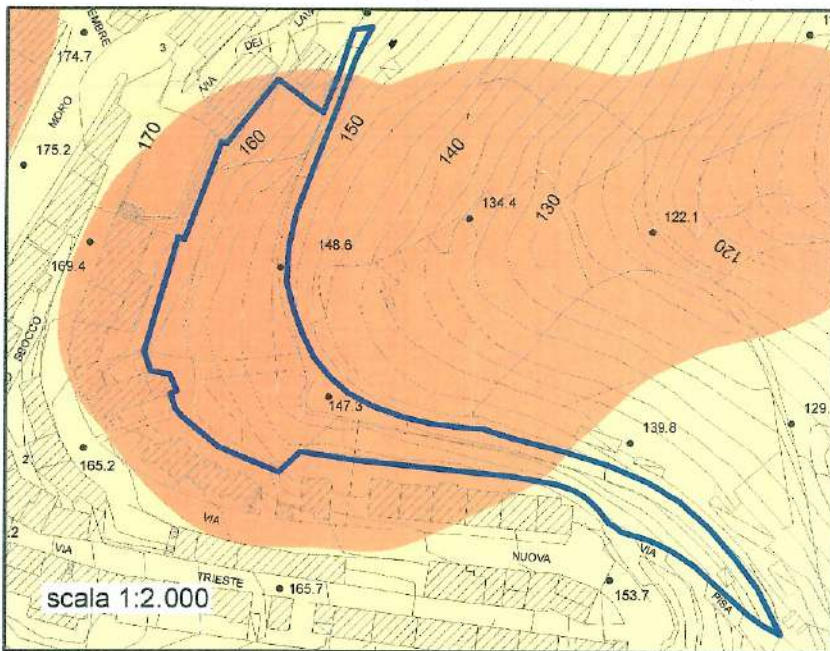 EMBRE
174.7
3
VIA
DEI
LAVA
MORO
170
160
150
140
175.2
134.4
130
122.1
120
169.4
148.6
SBOCCO
147.3
139.8
129.
165.2
2
VIA
VIA
TRIESTE
NUOVA
VIA
PISA
165.7
153.7
scala 1:2.000